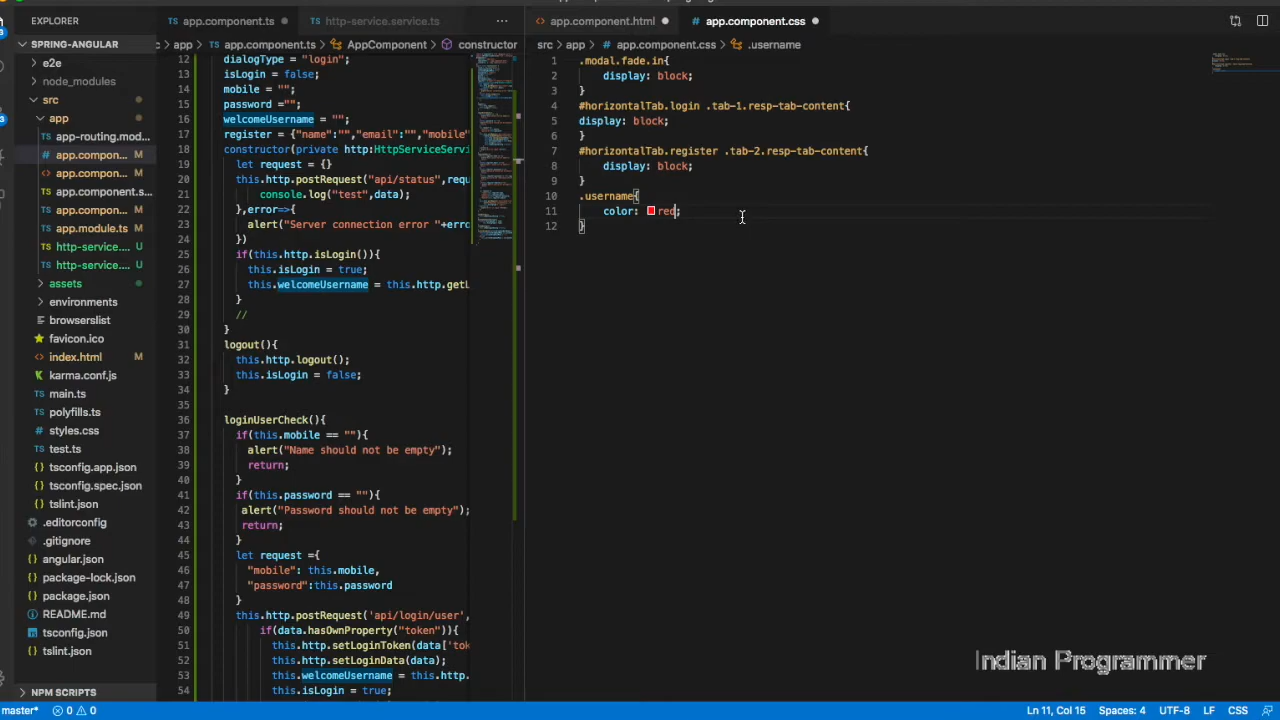 EXPLORER
SPRING-ANGULAR
e2e
node_modules
src
app
app-routing.mod...
app.compon... M
app.compon... M
app.component.s...
app.module.ts M
http-service.... U
http-service.... U
assets
environments
browserslist
favicon.ico
index.html M
karma.conf.js
main.ts
polyfills.ts
styles.css
test.ts
tsconfig.app.json
tsconfig.spec.json
tslint.json
.editorconfig
.gitignore
angular.json
package-lock.json
package.json
README.md
tsconfig.json
tslint.json
NPM SCRIPTS
app.component.ts http-service.service.ts ...
app > app.component.ts > AppComponent > constructor
12 dialogType = "login";
13 isLogin = false;
14 mobile = "";
15 password ="";
16 welcomeUsername = "";
17 register = {"name":"","email":"","mobile"
18 constructor(private http:HttpServiceServi
19 let request = {}
20 this.http.postRequest("api/status",requ
21 console.log("test",data);
22 },error=>{
23 alert("Server connection error "+erro
24 })
25 if(this.http.isLogin()){
26 this.isLogin = true;
27 this.welcomeUsername = this.http.getL
28 }
29 //
30 }
31 logout(){
32 this.http.logout();
33 this.isLogin = false;
34 }
35
36 loginUserCheck(){
37 if(this.mobile == ""){
38 alert("Name should not be empty");
39 return;
40 }
41 if(this.password == ""){
42 alert("Password should not be empty");
43 return;
44 }
45 let request ={
46 "mobile": this.mobile,
47 "password":this.password
48 }
49 this.http.postRequest('api/login/user',
50 if(data.hasOwnProperty("token")){
51 this.http.setLoginToken(data['tok
52 this.http.setLoginData(data);
53 this.welcomeUsername = this.http.
54 this.isLogin = true;
app.component.html app.component.css
src > app > # app.component.css > .username
1 .modal.fade.in{
2 display: block;
3 }
4 #horizontalTab.login .tab-1.resp-tab-content{
5 display: block;
6 }
7 #horizontalTab.register .tab-2.resp-tab-content{
8 display: block;
9 }
10 .username{
11 color: red;
12 }
Indian Programmer
master* 0 0 Ln 11, Col 15 Spaces: 4 UTF-8 LF CSS